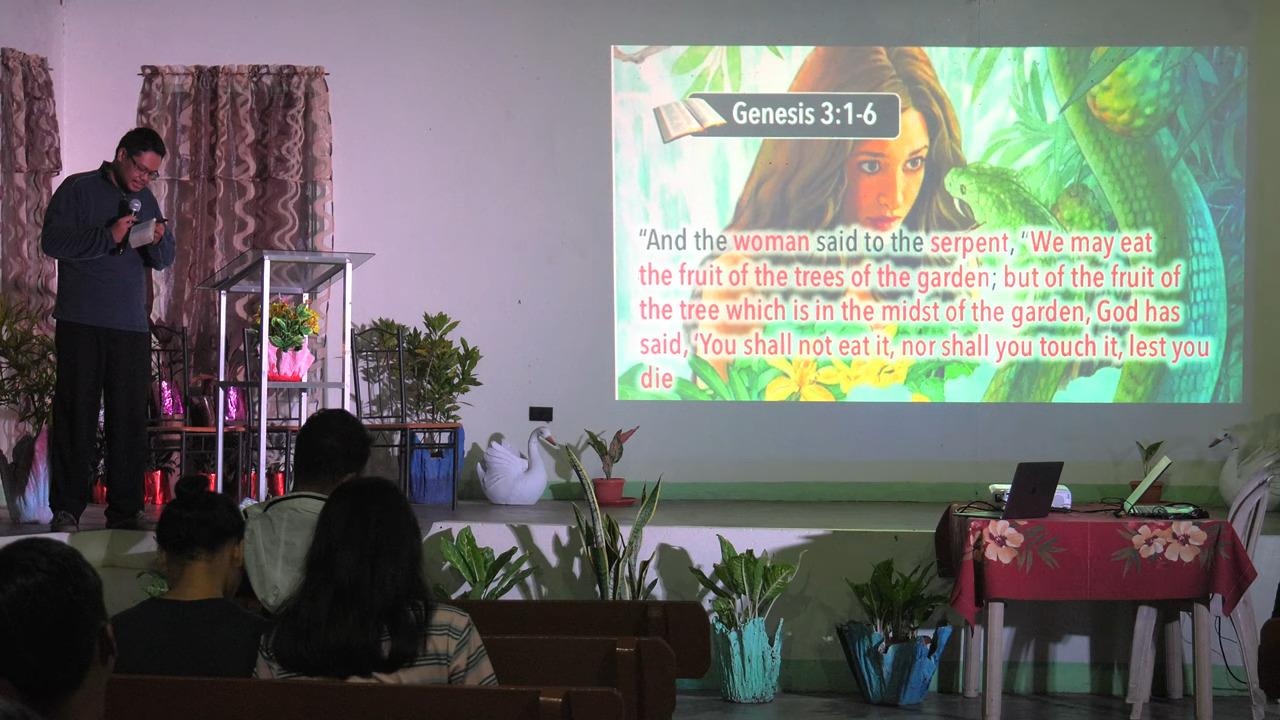 Genesis 3:1-6
“And the woman said to the serpent, “We may eat
the fruit of the trees of the garden; but of the fruit of
the tree which is in the midst of the garden, God has
said, ‘You shall not eat it, nor shall you touch it, lest you
die